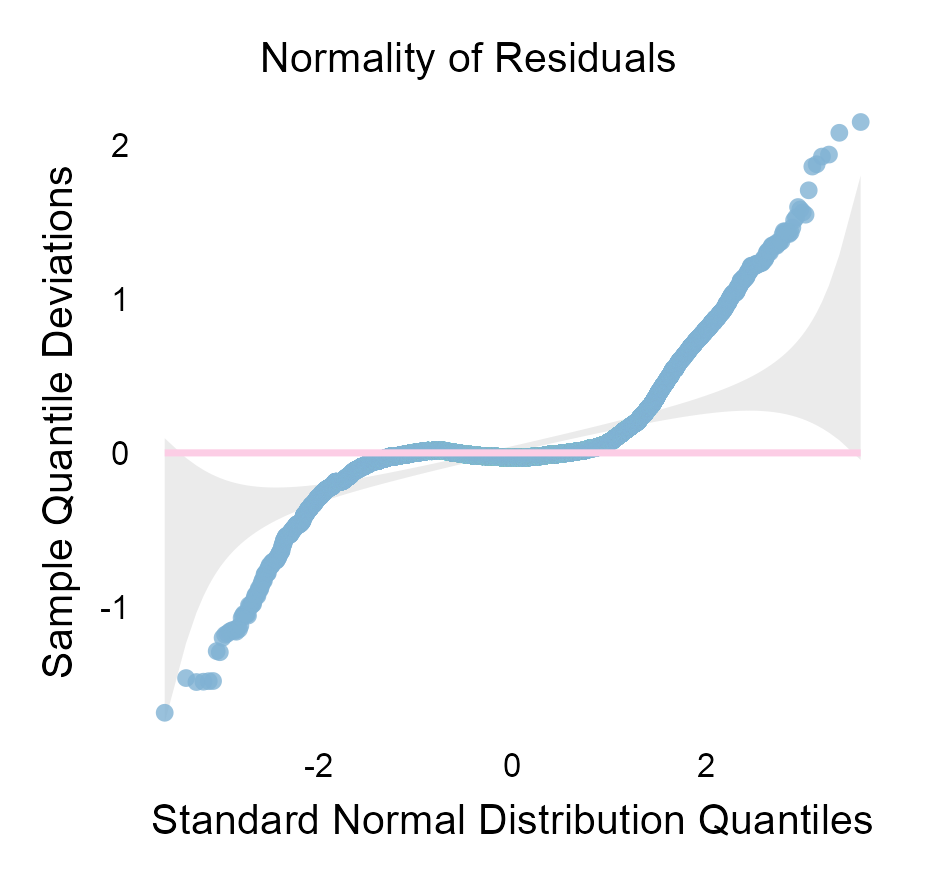 Normality of Residuals
Sample Quantile Deviations
2
1
0
-1
-2
0
2
Standard Normal Distribution Quantiles